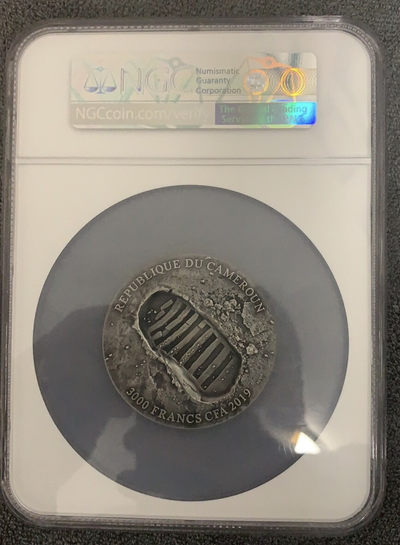 NGC
Numismatic
Guaranty
Corporation
NGCcoin.com/verify
REPUBLIQUE DU CAMEROUN
3000 FRANCS CFA 2019